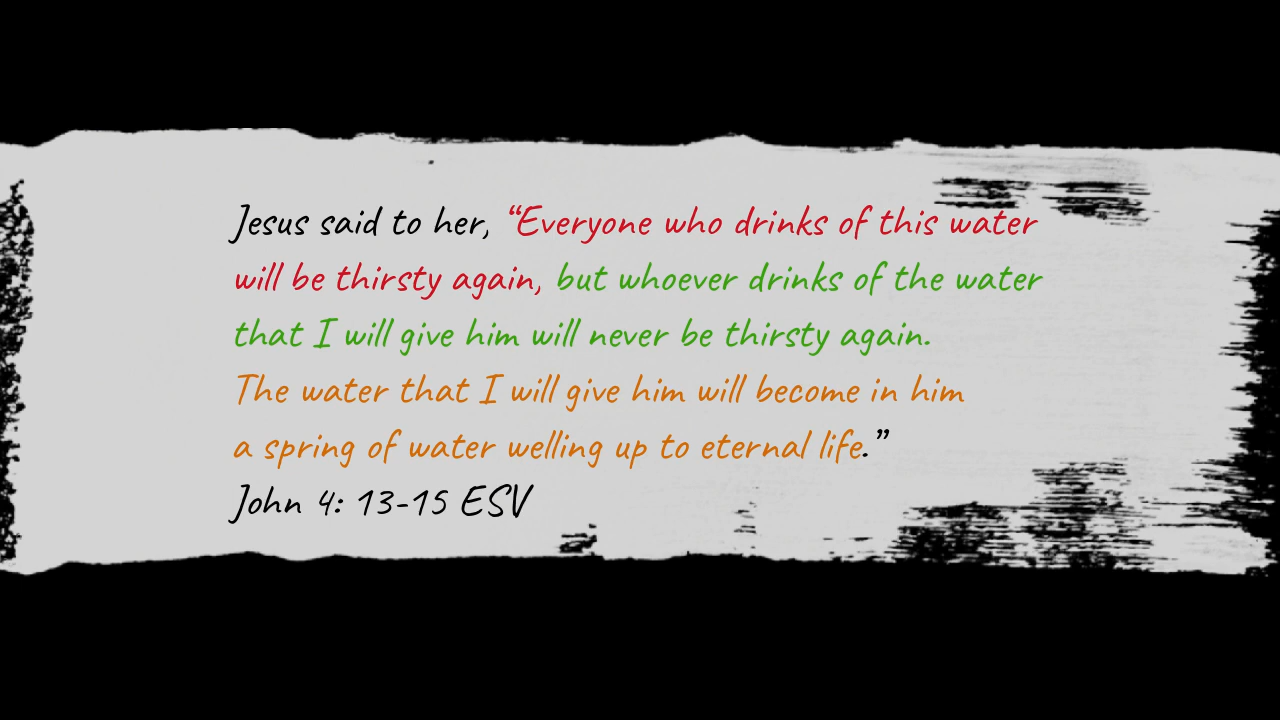 Jesus said to her, “Everyone who drinks of this water
will be thirsty again, but whoever drinks of the water
that I will give him will never be thirsty again.
The water that I will give him will become in him
a spring of water welling up to eternal life.”
John 4: 13-15 ESV